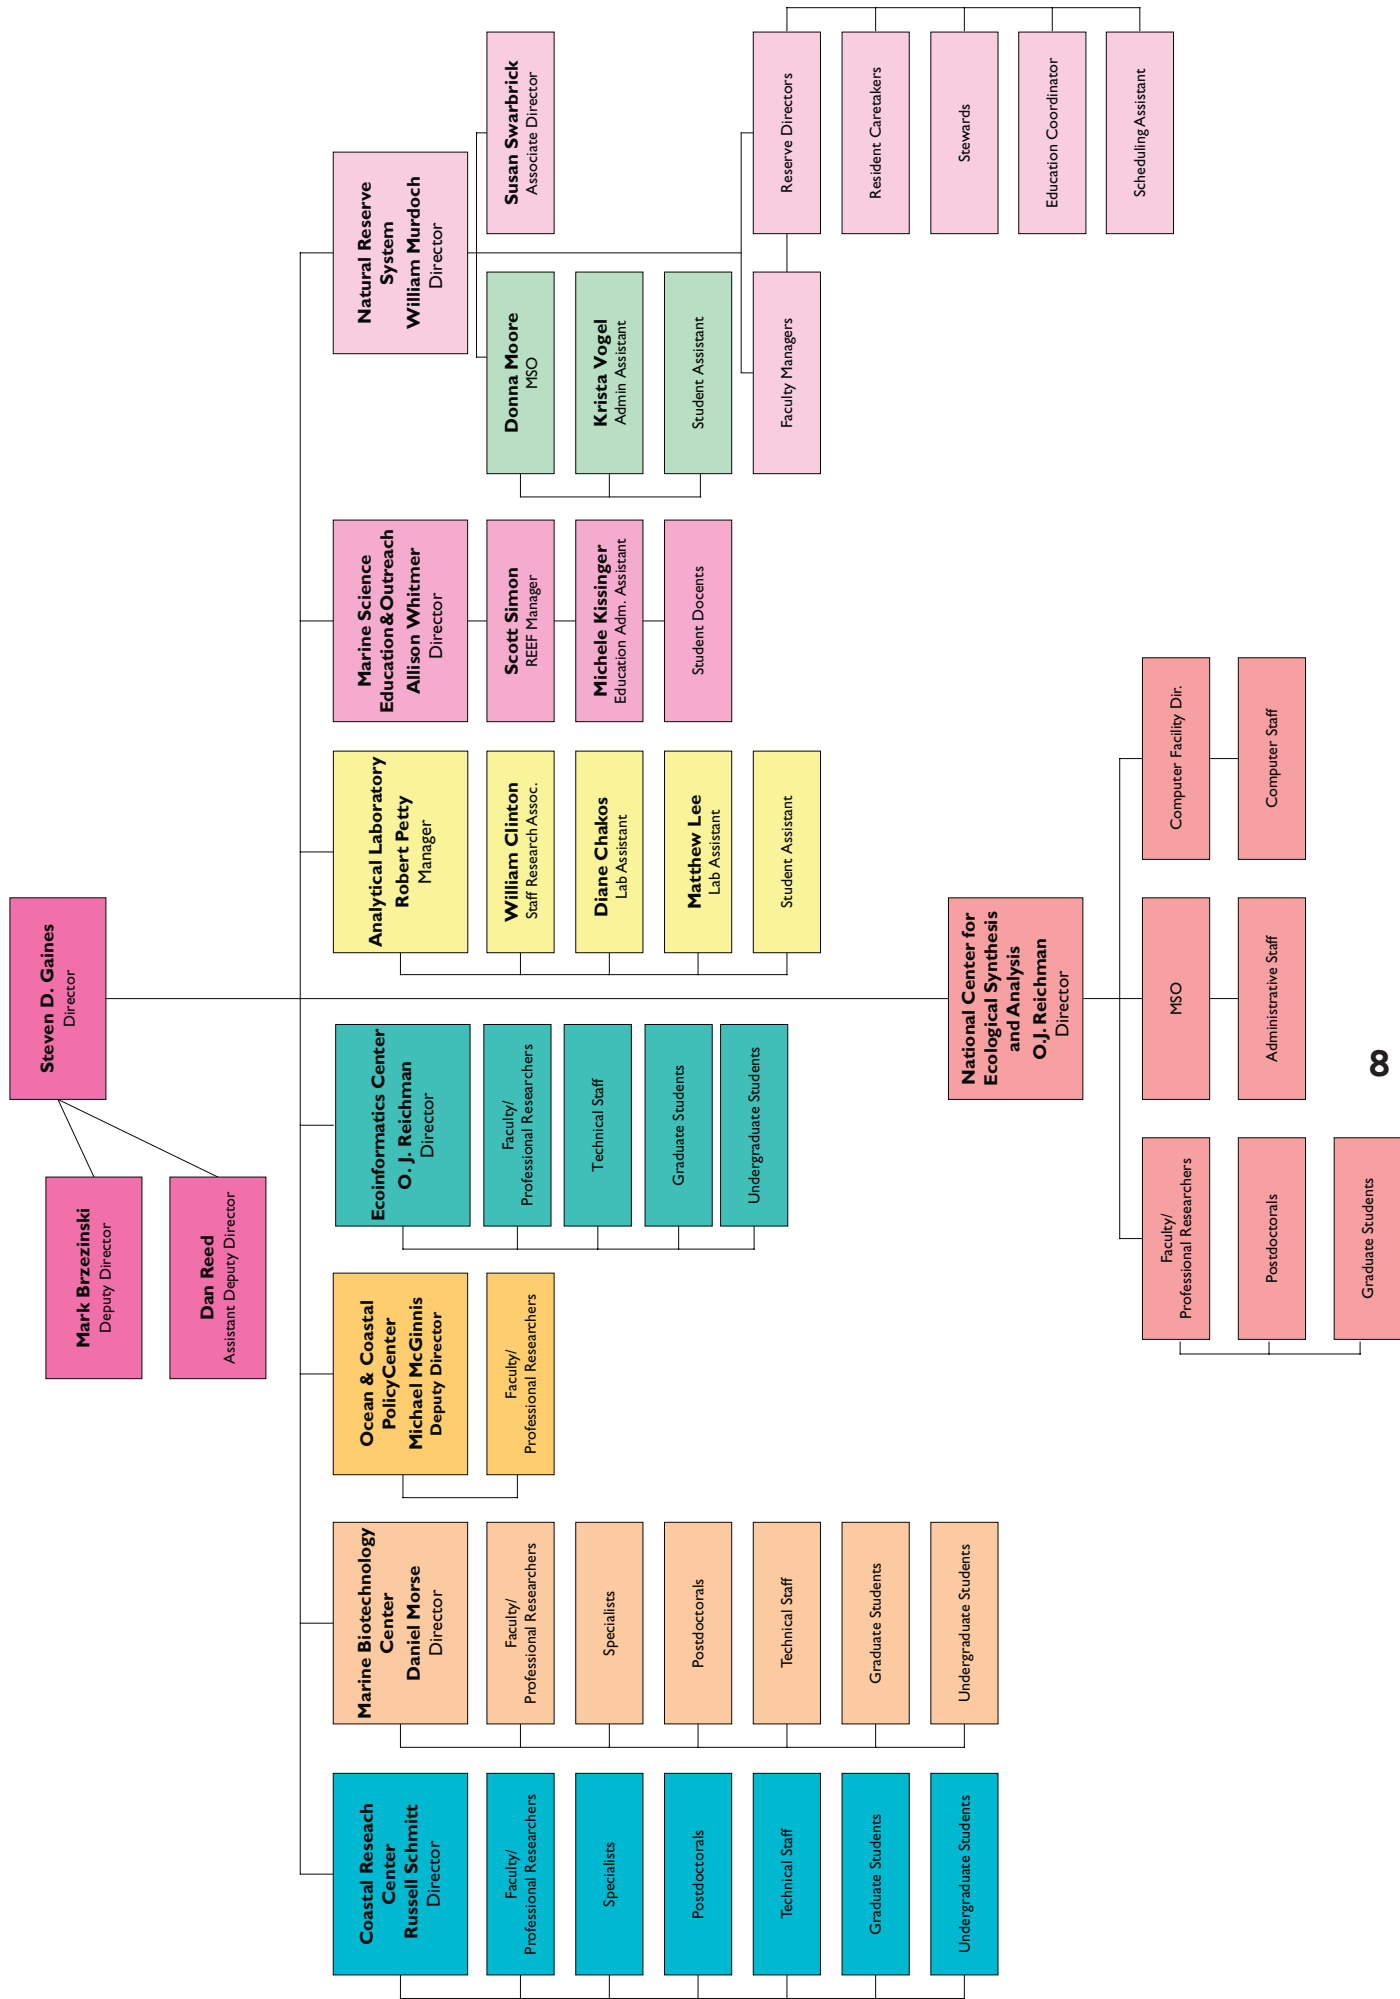 Steven D. Gaines
Director
Mark Brzezinski
Deputy Director
Dan Reed
Assistant Deputy Director
Coastal Reseach
Center
Russell Schmitt
Director
Faculty/
Professional Researchers
Specialists
Postdoctorals
Technical Staff
Graduate Students
Undergraduate Students
Marine Biotechnology
Center
Daniel Morse
Director
Faculty/
Professional Researchers
Specialists
Postdoctorals
Technical Staff
Graduate Students
Undergraduate Students
Ocean & Coastal
PolicyCenter
Michael McGinnis
Deputy Director
Faculty/
Professional Researchers
Ecoinformatics Center
O. J. Reichman
Director
Faculty/
Professional Researchers
Technical Staff
Graduate Students
Undergraduate Students
Analytical Laboratory
Robert Petty
Manager
William Clinton
Staff Research Assoc.
Diane Chakos
Lab Assistant
Matthew Lee
Lab Assistant
Student Assistant
Marine Science
Education&Outreach
Allison Whitmer
Director
Scott Simon
REEF Manager
Michele Kissinger
Education Adm. Assistant
Student Docents
Natural Reserve
System
William Murdoch
Director
Donna Moore
MSO
Krista Vogel
Admin Assistant
Student Assistant
Susan Swarbrick
Associate Director
Faculty Managers
Reserve Directors
Resident Caretakers
Stewards
Education Coordinator
Scheduling Assistant
National Center for
Ecological Synthesis
and Analysis
O.J. Reichman
Director
Faculty/
Professional Researchers
Postdoctorals
Graduate Students
MSO
Administrative Staff
Computer Facility Dir.
Computer Staff
8